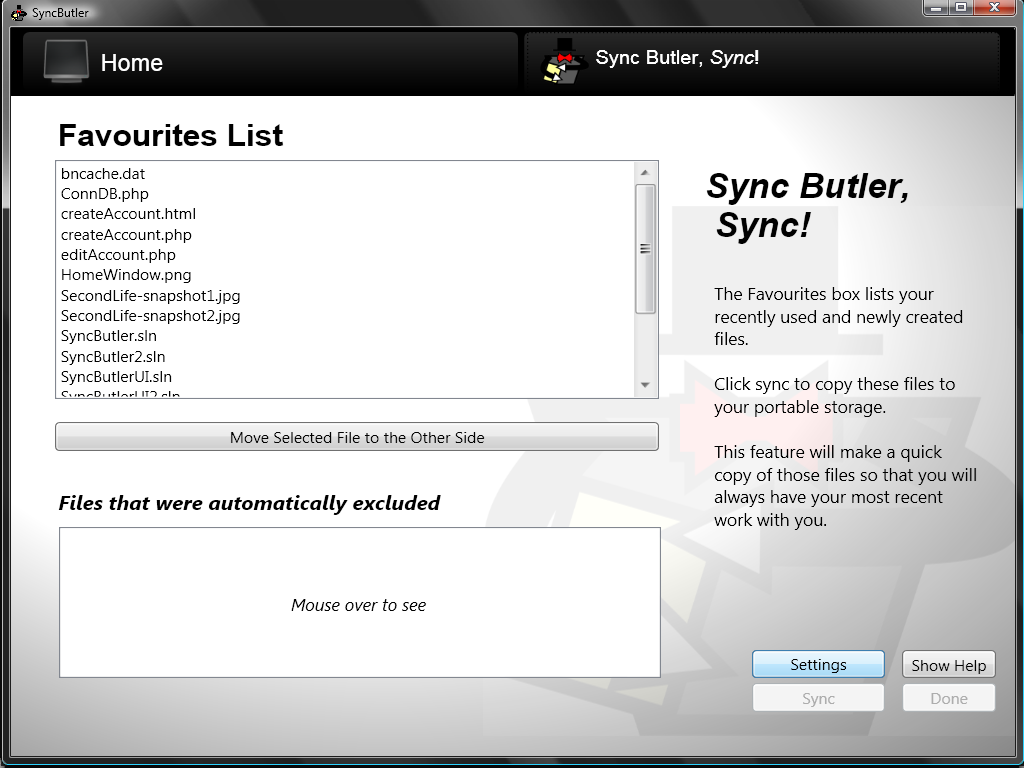 SyncButler
Home
Sync Butler, Sync!
Favourites List
bncache.dat
ConnDB.php
createAccount.html
createAccount.php
editAccount.php
HomeWindow.png
SecondLife-snapshot1.jpg
SecondLife-snapshot2.jpg
SyncButler.sln
SyncButler2.sln
SyncButlerUI.sln
SyncButlerUI2.sln
Move Selected File to the Other Side
Files that were automatically excluded
Mouse over to see
Sync Butler,
Sync!
The Favourites box lists your
recently used and newly created
files.
Click sync to copy these files to
your portable storage.
This feature will make a quick
copy of those files so that you will
always have your most recent
work with you.
Settings
Show Help
Sync
Done